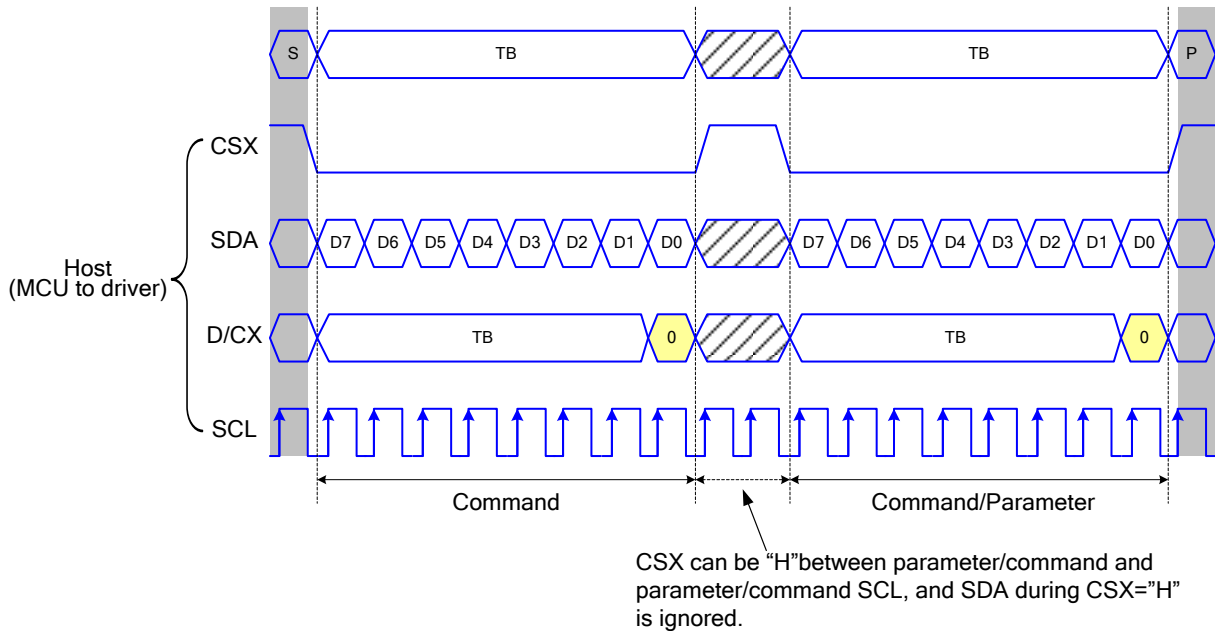 S TB TB P
CSX
SDA D7 D6 D5 D4 D3 D2 D1 D0 D7 D6 D5 D4 D3 D2 D1 D0
Host
(MCU to driver)
D/CX TB 0 TB 0
SCL
Command Command/Parameter
CSX can be “H”between parameter/command and
parameter/command SCL, and SDA during CSX=”H”
is ignored.